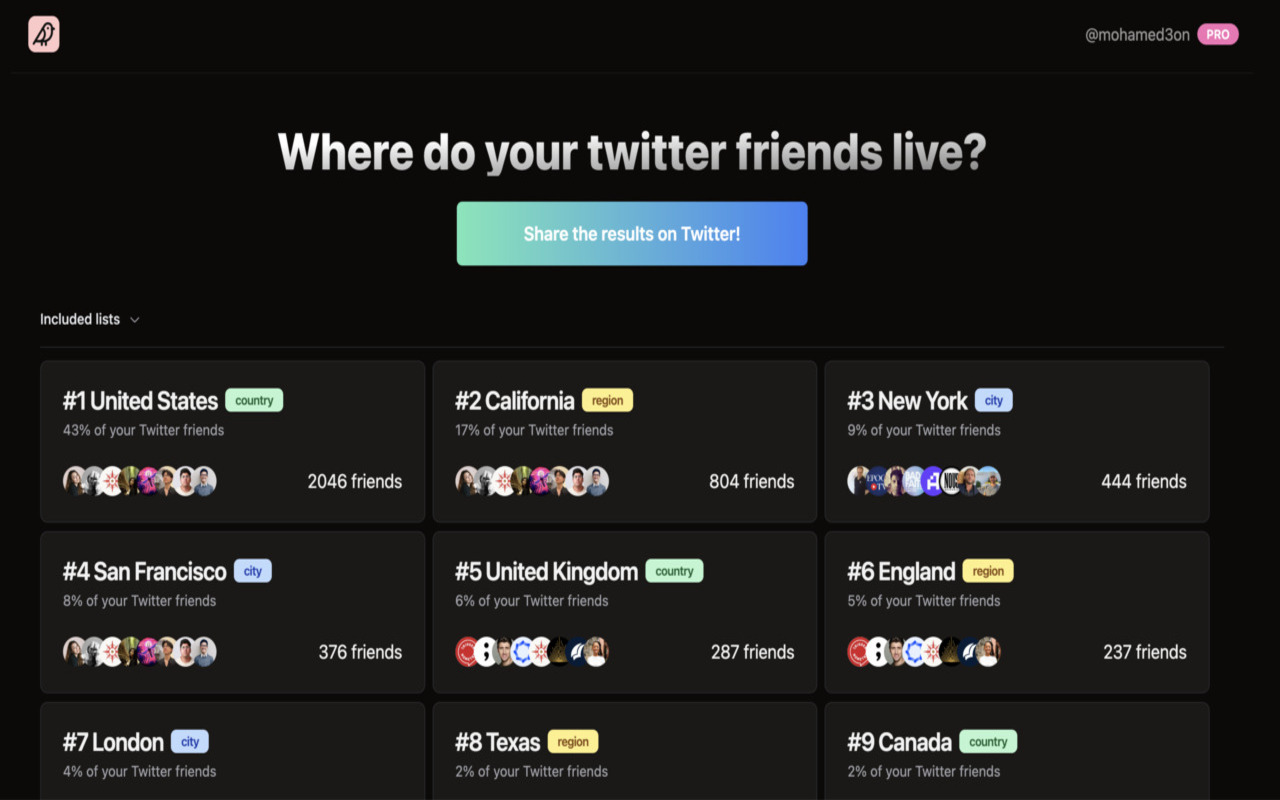 @mohamed3on PRO
Where do your twitter friends live?
Share the results on Twitter!
Included lists
#1 United States country
43% of your Twitter friends
2046 friends
#2 California region
17% of your Twitter friends
804 friends
#3 New York city
9% of your Twitter friends
444 friends
#4 San Francisco city
8% of your Twitter friends
376 friends
#5 United Kingdom country
6% of your Twitter friends
287 friends
#6 England region
5% of your Twitter friends
237 friends
#7 London city
4% of your Twitter friends
#8 Texas region
2% of your Twitter friends
#9 Canada country
2% of your Twitter friends